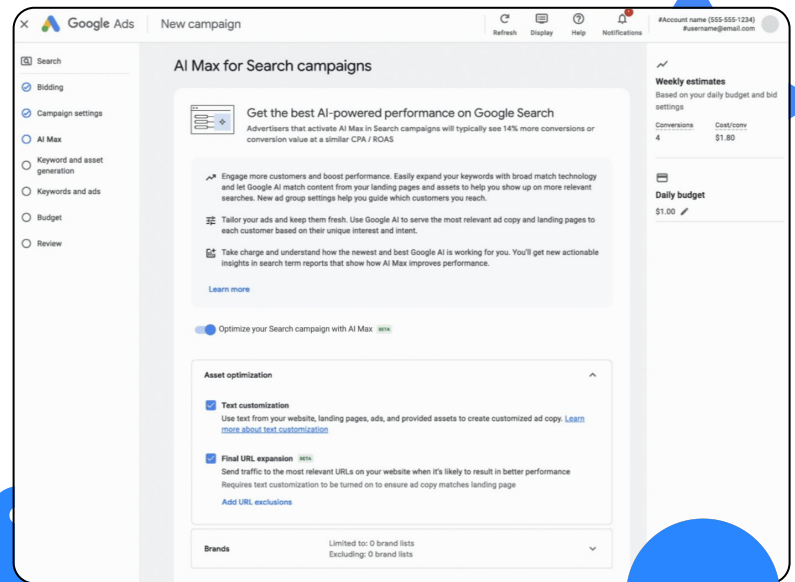 Google Ads
New campaign
Refresh
Display
Help
Notifications
#Account name (555-555-1234)
#username@email.com
Search
Bidding
Campaign settings
AI Max
Keyword and asset
generation
Keywords and ads
Budget
Review
AI Max for Search campaigns
Get the best AI-powered performance on Google Search
Advertisers that activate AI Max in Search campaigns will typically see 14% more conversions or
conversion value at a similar CPA / ROAS
Engage more customers and boost performance. Easily expand your keywords with broad match technology
and let Google AI match content from your landing pages and assets to help you show up on more relevant
searches. New ad group settings help you guide which customers you reach.
Tailor your ads and keep them fresh. Use Google AI to serve the most relevant ad copy and landing pages to
each customer based on their unique interest and intent.
Take charge and understand how the newest and best Google AI is working for you. You'll get new actionable
insights in search term reports that show how AI Max improves performance.
Learn more
Optimize your Search campaign with AI Max BETA
Asset optimization
Text customization
Use text from your website, landing pages, ads, and provided assets to create customized ad copy. Learn
more about text customization
Final URL expansion BETA
Send traffic to the most relevant URLs on your website when it's likely to result in better performance
Requires text customization to be turned on to ensure ad copy matches landing page
Add URL exclusions
Brands
Limited to: 0 brand lists
Excluding: 0 brand lists
Weekly estimates
Based on your daily budget and bid
settings
Conversions Cost/conv
4 $1.80
Daily budget
$1.00